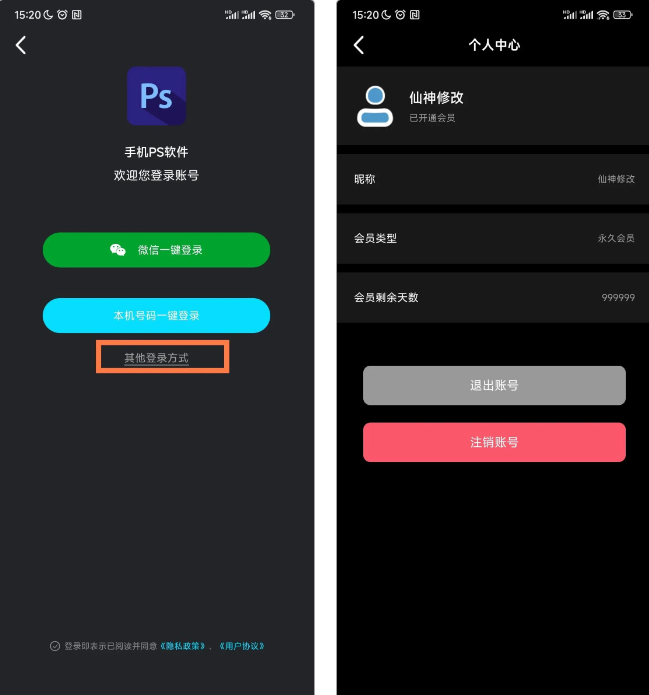 15:20
82
Ps
手机PS软件
欢迎您登录账号
微信一键登录
本机号码一键登录
其他登录方式
登录即表示已阅读并同意《隐私政策》、《用户协议》
15:20
83
个人中心
仙神修改
已开通会员
昵称 仙神修改
会员类型 永久会员
会员剩余天数 999999
退出账号
注销账号